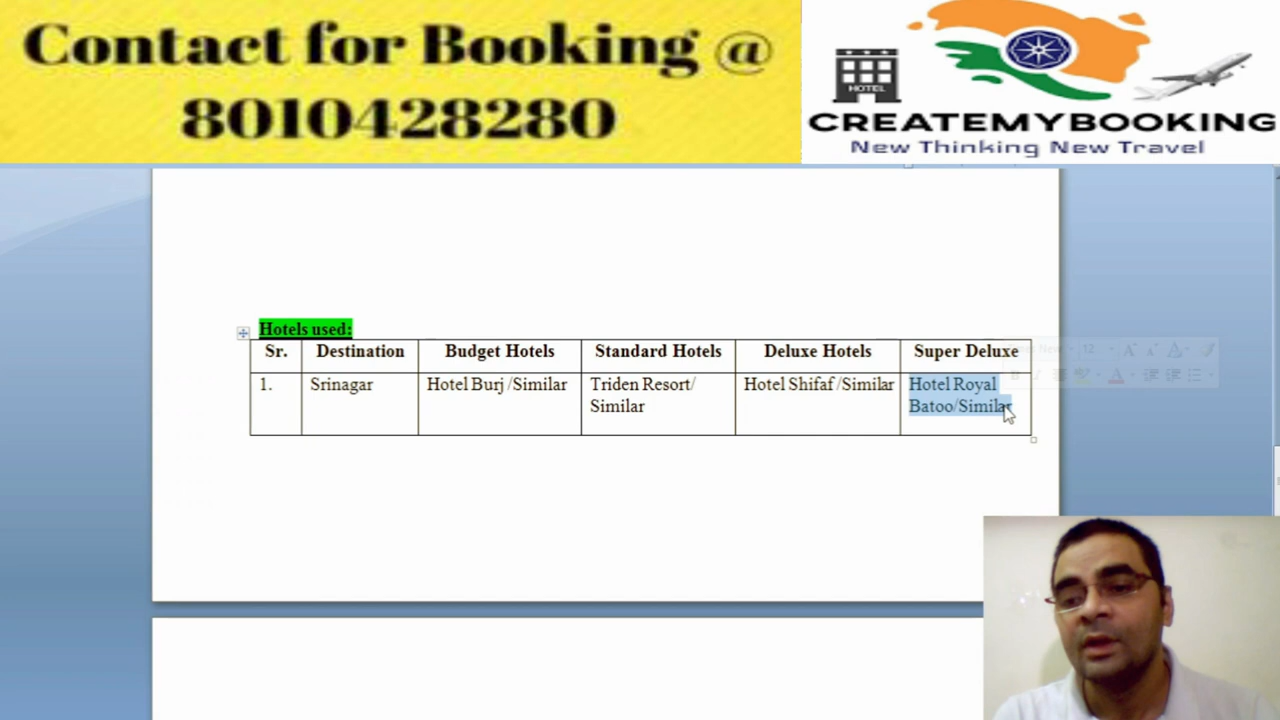 Contact for Booking @
8010428280
HOTEL
CREATEMYBOOKING
New Thinking New Travel
Hotels used:
Sr. Destination Budget Hotels Standard Hotels Deluxe Hotels Super Deluxe
1. Srinagar Hotel Burj /Similar Triden Resort/ Hotel Shifaf /Similar Hotel Royal
Similar Batoo/Similar